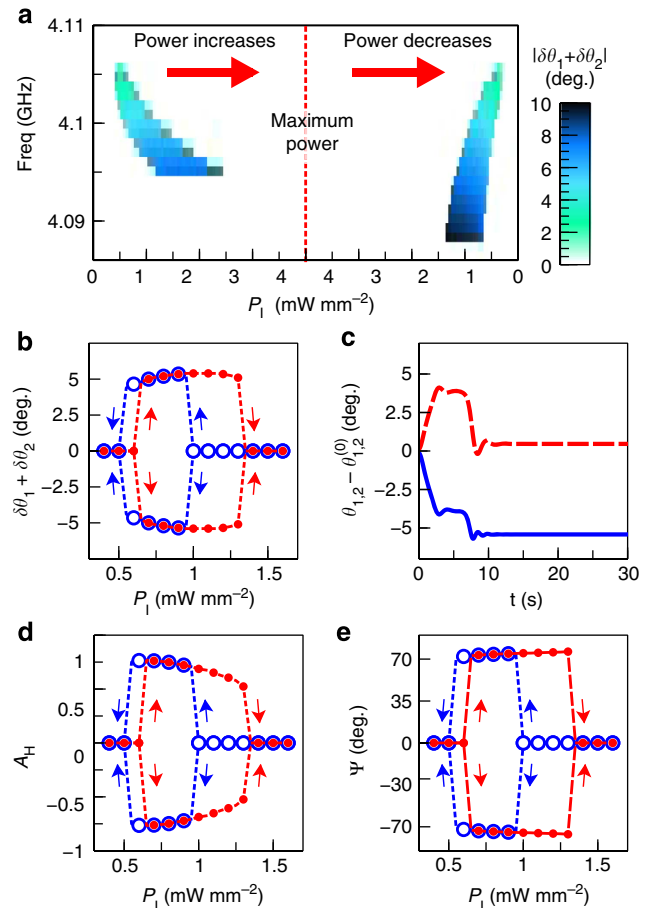 a
Power increases
Power decreases
|δθ1+δθ2|
(deg.)
Maximum
power
Freq (GHz)
4.11
4.1
4.09
10
8
6
4
2
0
0 1 2 3 4 4 3 2 1 0
PI (mW mm−2)
b
δθ1 + δθ2 (deg.)
5
2.5
0
−2.5
−5
0.5 1 1.5
PI (mW mm−2)
c
θ1,2 − θ1,2(0) (deg.)
5
2.5
0
−2.5
−5
0 10 20 30
t (s)
d
AH
1
0.5
0
−0.5
−1
0.5 1 1.5
PI (mW mm−2)
e
Ψ (deg.)
70
35
0
−35
−70
0.5 1 1.5
PI (mW mm−2)